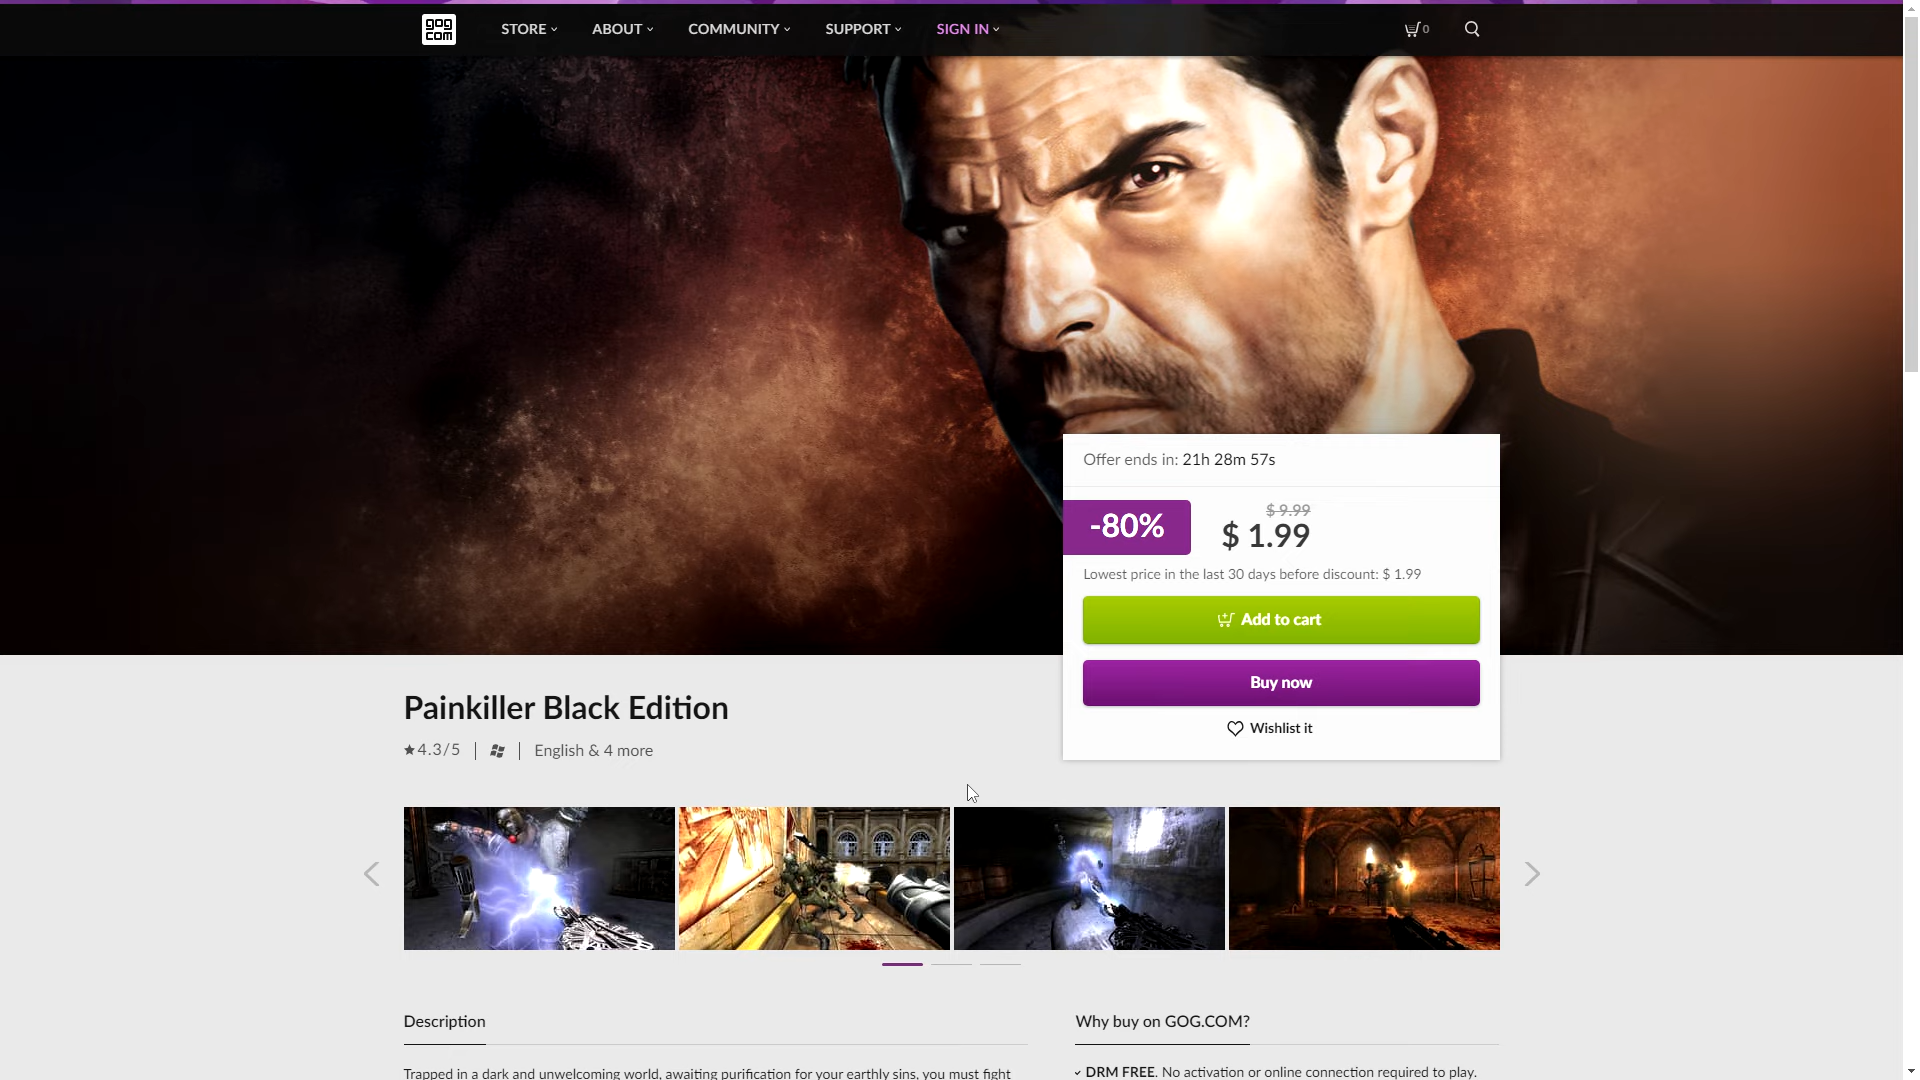 gog
com
STORE
ABOUT
COMMUNITY
SUPPORT
SIGN IN
0
Offer ends in: 21h 28m 57s
-80%
$ 9.99
$ 1.99
Lowest price in the last 30 days before discount: $ 1.99
Add to cart
Buy now
Wishlist it
Painkiller Black Edition
4.3/5
English & 4 more
Description
Trapped in a dark and unwelcoming world, awaiting purification for your earthly sins, you must fight
Why buy on GOG.COM?
DRM FREE. No activation or online connection required to play.